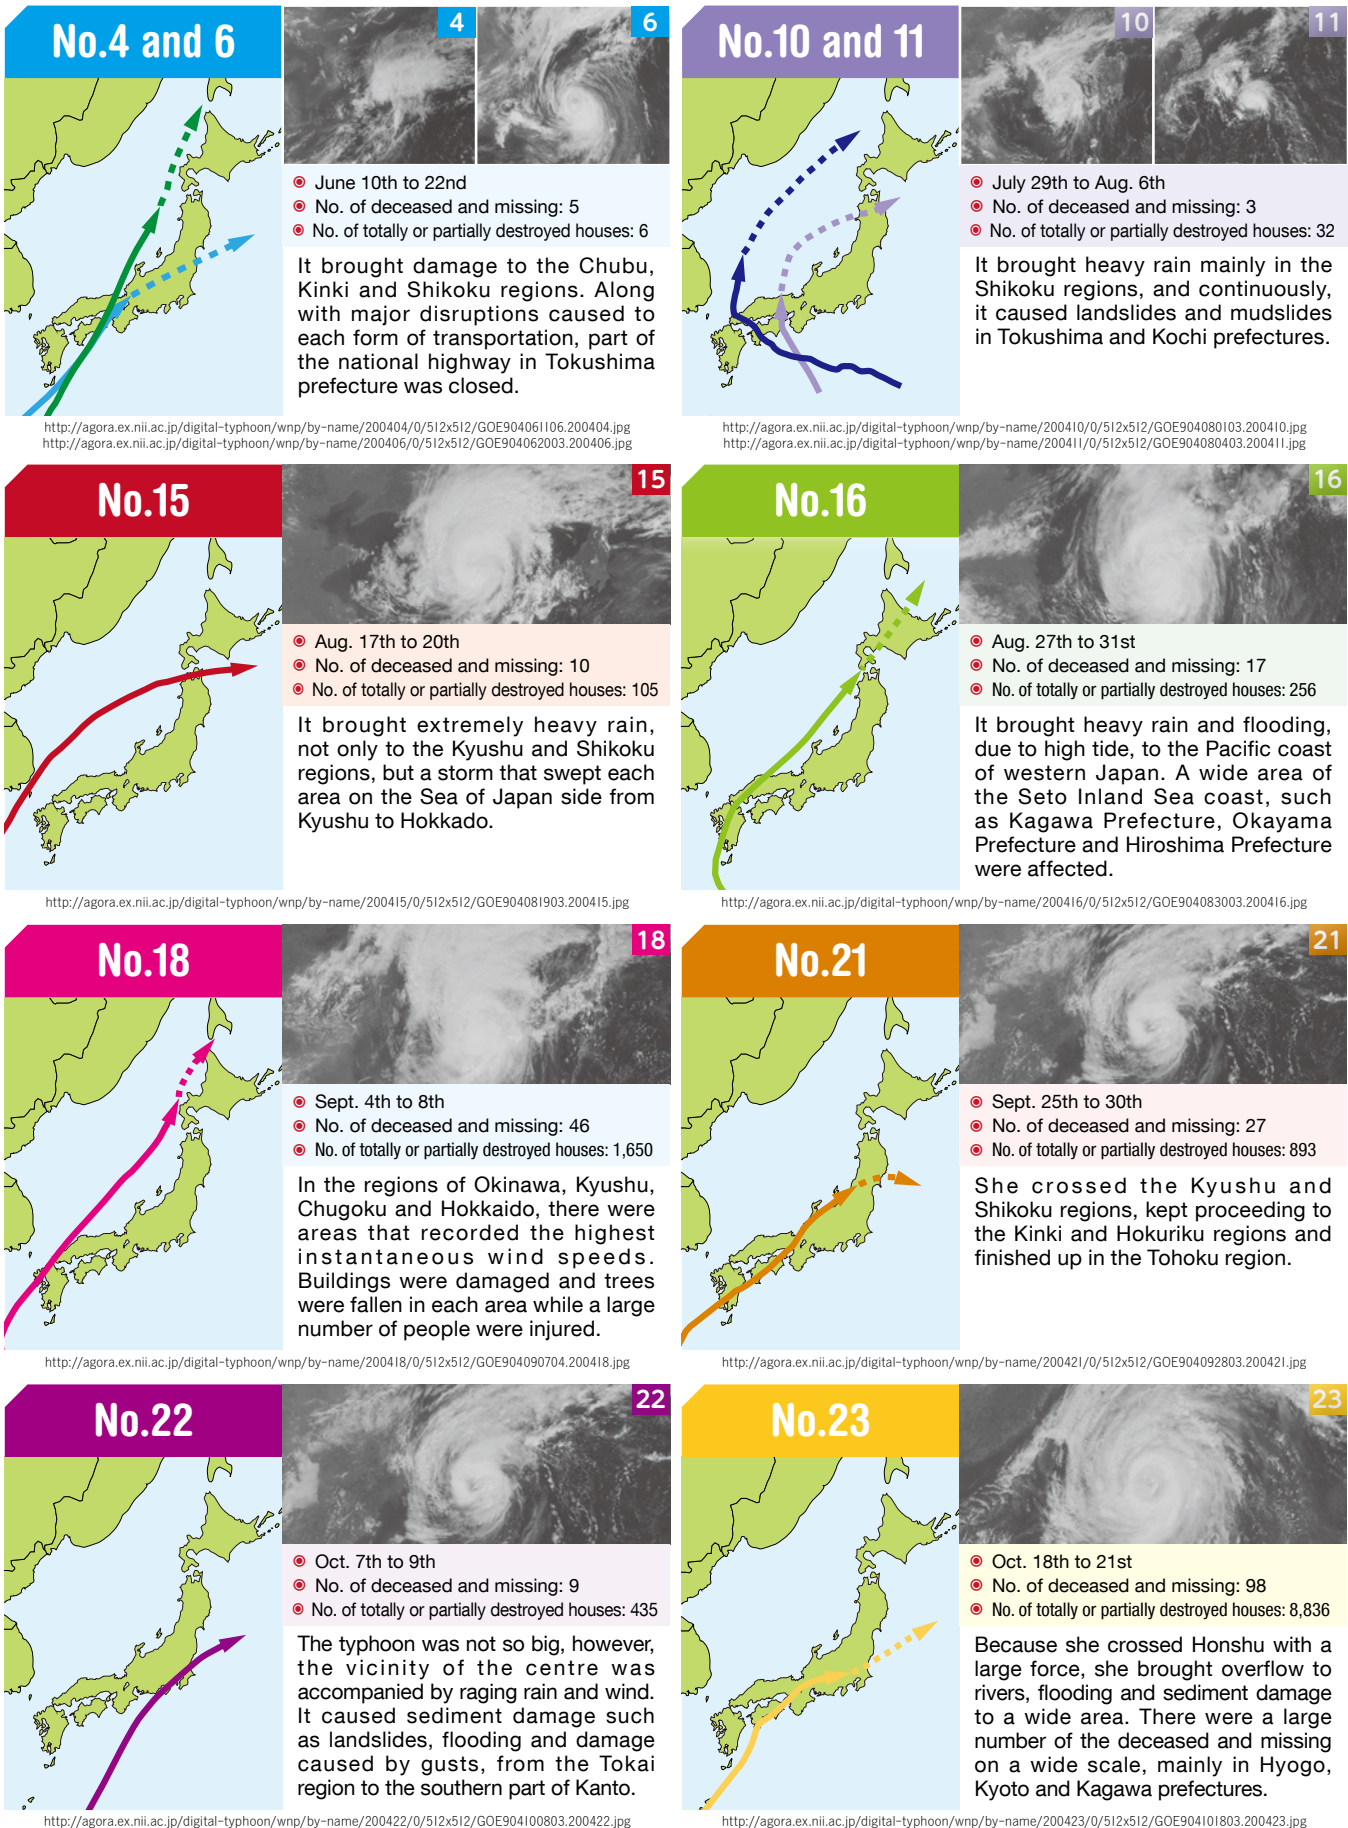 No.4 and 6
4
6
June 10th to 22nd
No. of deceased and missing: 5
No. of totally or partially destroyed houses: 6
It brought damage to the Chubu,
Kinki and Shikoku regions. Along
with major disruptions caused to
each form of transportation, part of
the national highway in Tokushima
prefecture was closed.
http://agora.ex.nii.ac.jp/digital-typhoon/wnp/by-name/200404/0/512x512/GOE904061106.200404.jpg
http://agora.ex.nii.ac.jp/digital-typhoon/wnp/by-name/200406/0/512x512/GOE904062003.200406.jpg
No.10 and 11
10
11
July 29th to Aug. 6th
No. of deceased and missing: 3
No. of totally or partially destroyed houses: 32
It brought heavy rain mainly in the
Shikoku regions, and continuously,
it caused landslides and mudslides
in Tokushima and Kochi prefectures.
http://agora.ex.nii.ac.jp/digital-typhoon/wnp/by-name/200410/0/512x512/GOE904080103.200410.jpg
http://agora.ex.nii.ac.jp/digital-typhoon/wnp/by-name/200411/0/512x512/GOE904080403.200411.jpg
No.15
15
Aug. 17th to 20th
No. of deceased and missing: 10
No. of totally or partially destroyed houses: 105
It brought extremely heavy rain,
not only to the Kyushu and Shikoku
regions, but a storm that swept each
area on the Sea of Japan side from
Kyushu to Hokkado.
http://agora.ex.nii.ac.jp/digital-typhoon/wnp/by-name/200415/0/512x512/GOE904081903.200415.jpg
No.16
16
Aug. 27th to 31st
No. of deceased and missing: 17
No. of totally or partially destroyed houses: 256
It brought heavy rain and flooding,
due to high tide, to the Pacific coast
of western Japan. A wide area of
the Seto Inland Sea coast, such
as Kagawa Prefecture, Okayama
Prefecture and Hiroshima Prefecture
were affected.
http://agora.ex.nii.ac.jp/digital-typhoon/wnp/by-name/200416/0/512x512/GOE904083003.200416.jpg
No.18
18
Sept. 4th to 8th
No. of deceased and missing: 46
No. of totally or partially destroyed houses: 1,650
In the regions of Okinawa, Kyushu,
Chugoku and Hokkaido, there were
areas that recorded the highest
instantaneous wind speeds.
Buildings were damaged and trees
were fallen in each area while a large
number of people were injured.
http://agora.ex.nii.ac.jp/digital-typhoon/wnp/by-name/200418/0/512x512/GOE904090704.200418.jpg
No.21
21
Sept. 25th to 30th
No. of deceased and missing: 27
No. of totally or partially destroyed houses: 893
She crossed the Kyushu and
Shikoku regions, kept proceeding to
the Kinki and Hokuriku regions and
finished up in the Tohoku region.
http://agora.ex.nii.ac.jp/digital-typhoon/wnp/by-name/200421/0/512x512/GOE904092803.200421.jpg
No.22
22
Oct. 7th to 9th
No. of deceased and missing: 9
No. of totally or partially destroyed houses: 435
The typhoon was not so big, however,
the vicinity of the centre was
accompanied by raging rain and wind.
It caused sediment damage such
as landslides, flooding and damage
caused by gusts, from the Tokai
region to the southern part of Kanto.
http://agora.ex.nii.ac.jp/digital-typhoon/wnp/by-name/200422/0/512x512/GOE904100803.200422.jpg
No.23
23
Oct. 18th to 21st
No. of deceased and missing: 98
No. of totally or partially destroyed houses: 8,836
Because she crossed Honshu with a
large force, she brought overflow to
rivers, flooding and sediment damage
to a wide area. There were a large
number of the deceased and missing
on a wide scale, mainly in Hyogo,
Kyoto and Kagawa prefectures.
http://agora.ex.nii.ac.jp/digital-typhoon/wnp/by-name/200423/0/512x512/GOE904101803.200423.jpg